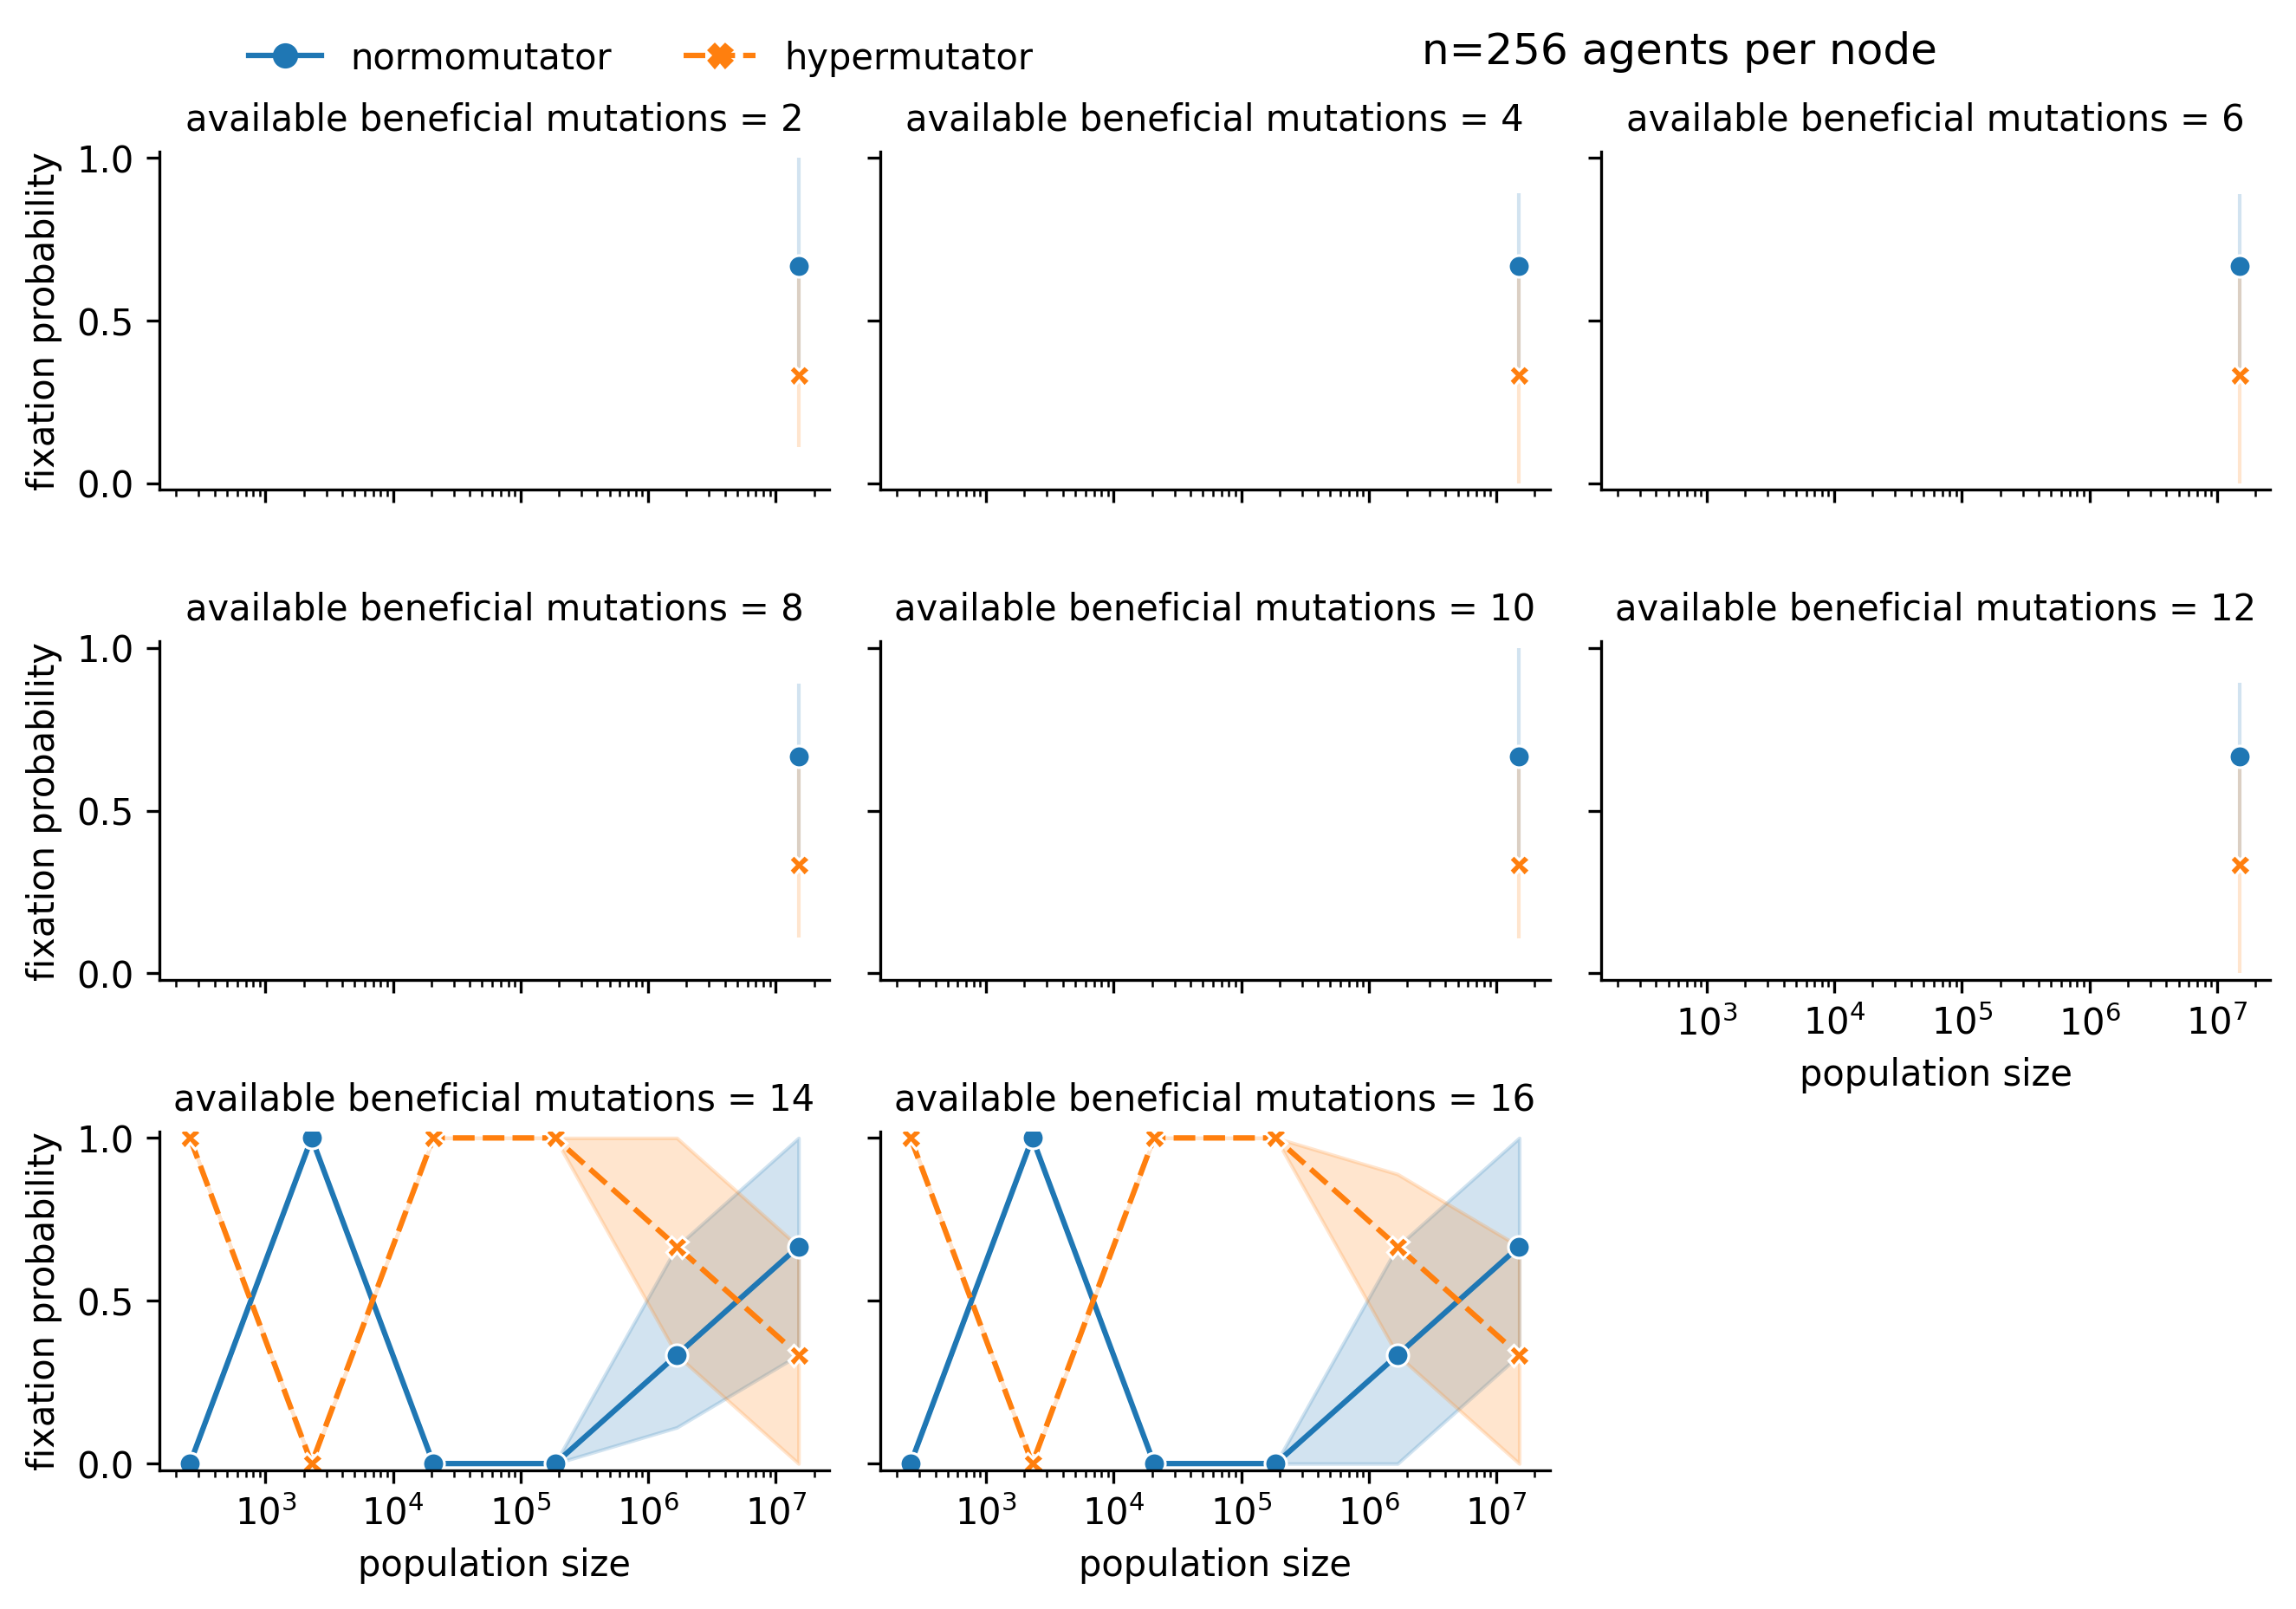 normomutator hypermutator n=256 agents per node
available beneficial mutations = 2 available beneficial mutations = 4 available beneficial mutations = 6
fixation probability
1.0
0.5
0.0
available beneficial mutations = 8 available beneficial mutations = 10 available beneficial mutations = 12
fixation probability
1.0
0.5
0.0
10³ 10⁴ 10⁵ 10⁶ 10⁷
population size
available beneficial mutations = 14 available beneficial mutations = 16
fixation probability
1.0
0.5
0.0
10³ 10⁴ 10⁵ 10⁶ 10⁷ 10³ 10⁴ 10⁵ 10⁶ 10⁷
population size population size